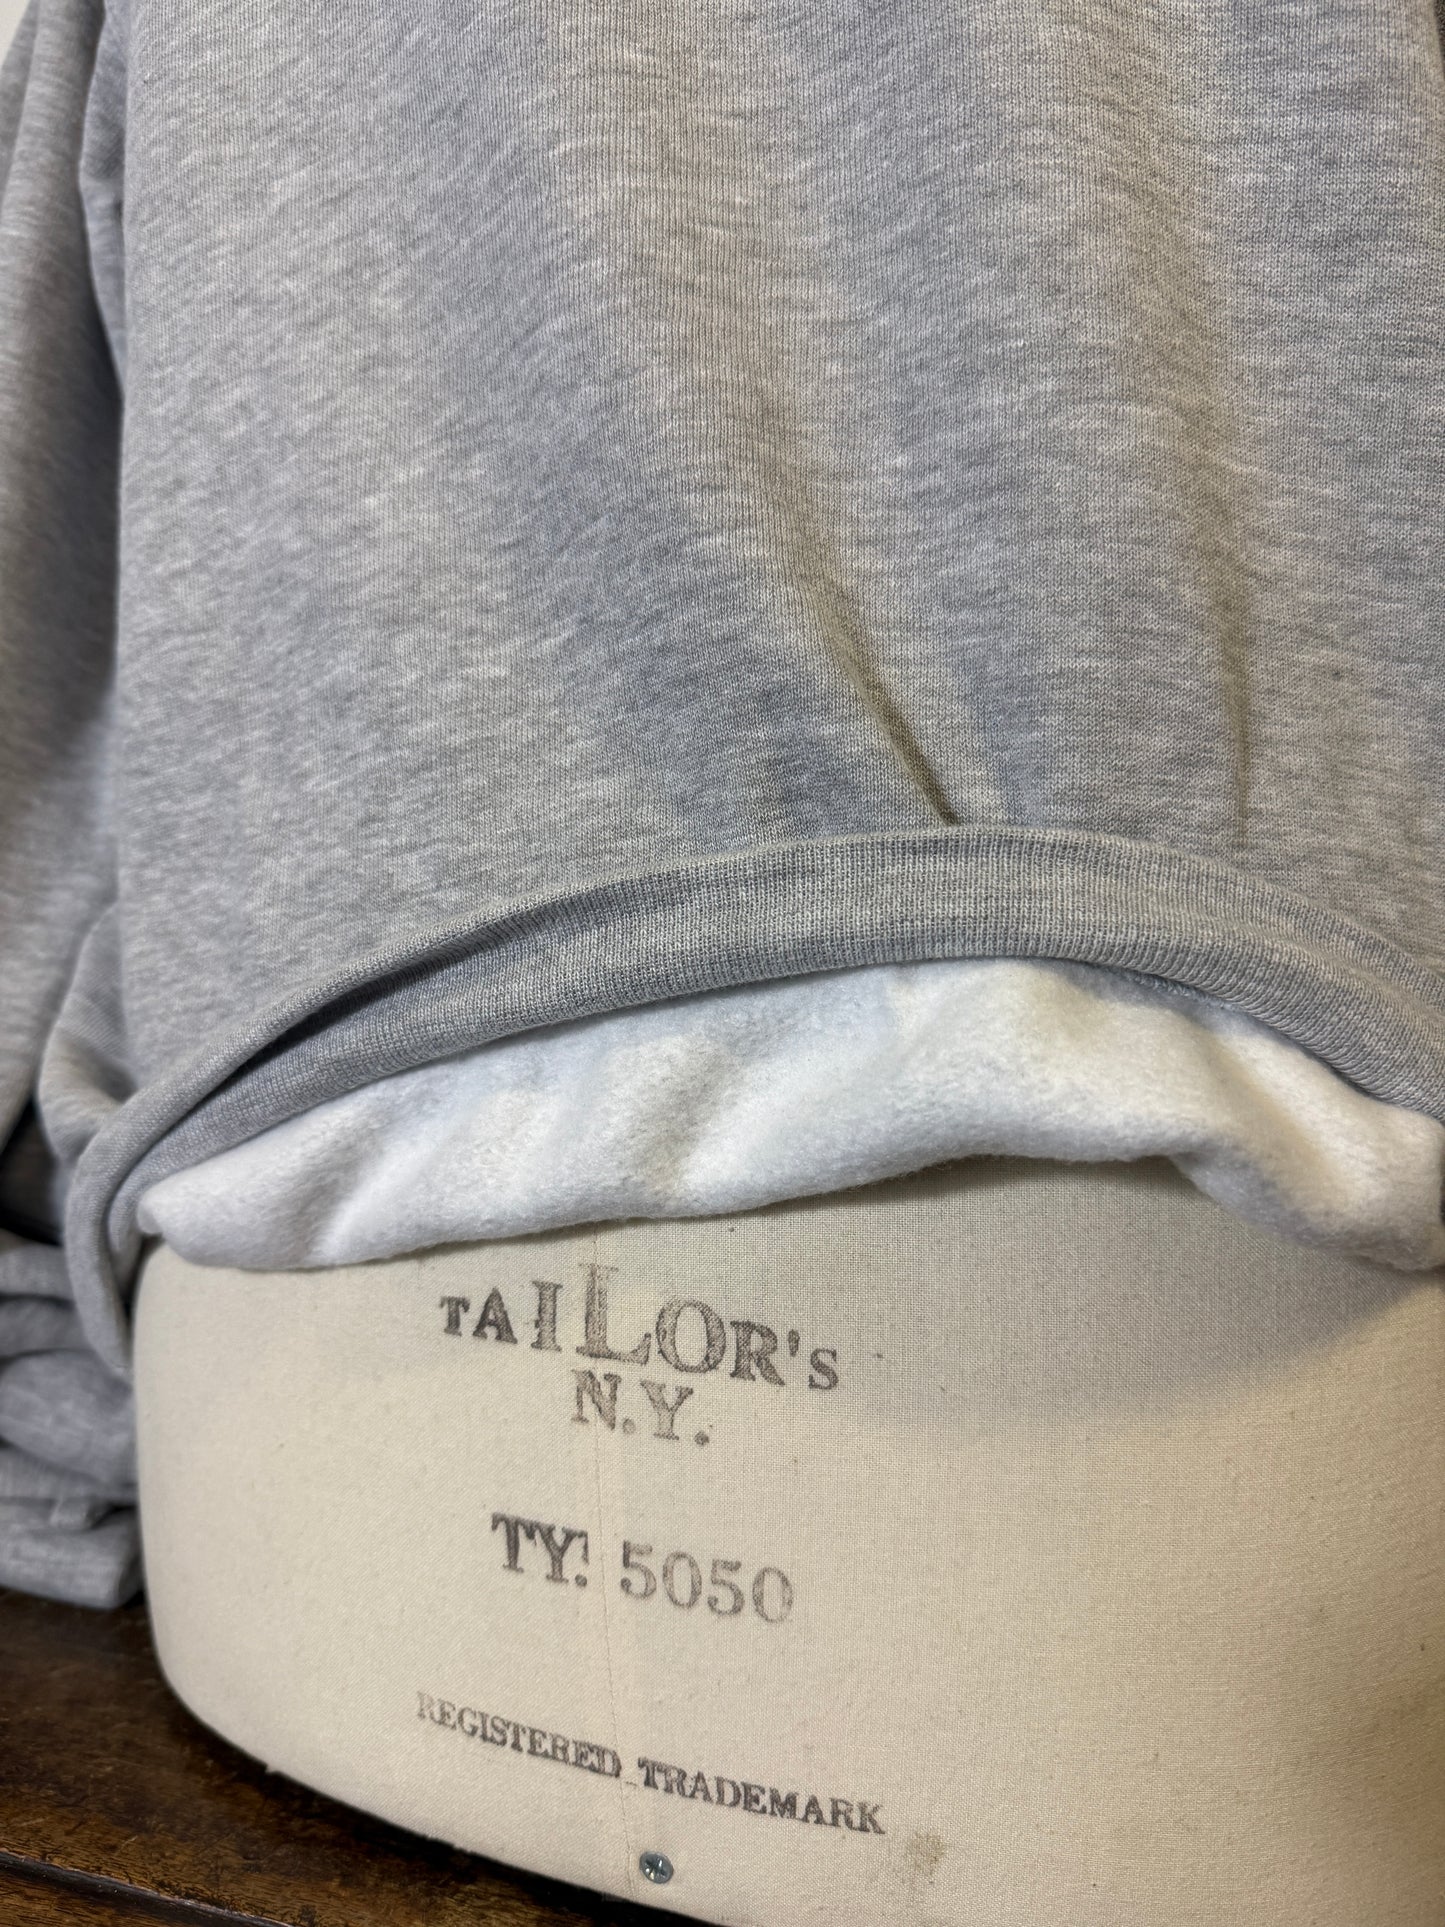 TAILOR'S
N.Y.
TY. 5050
REGISTERED TRADEMARK